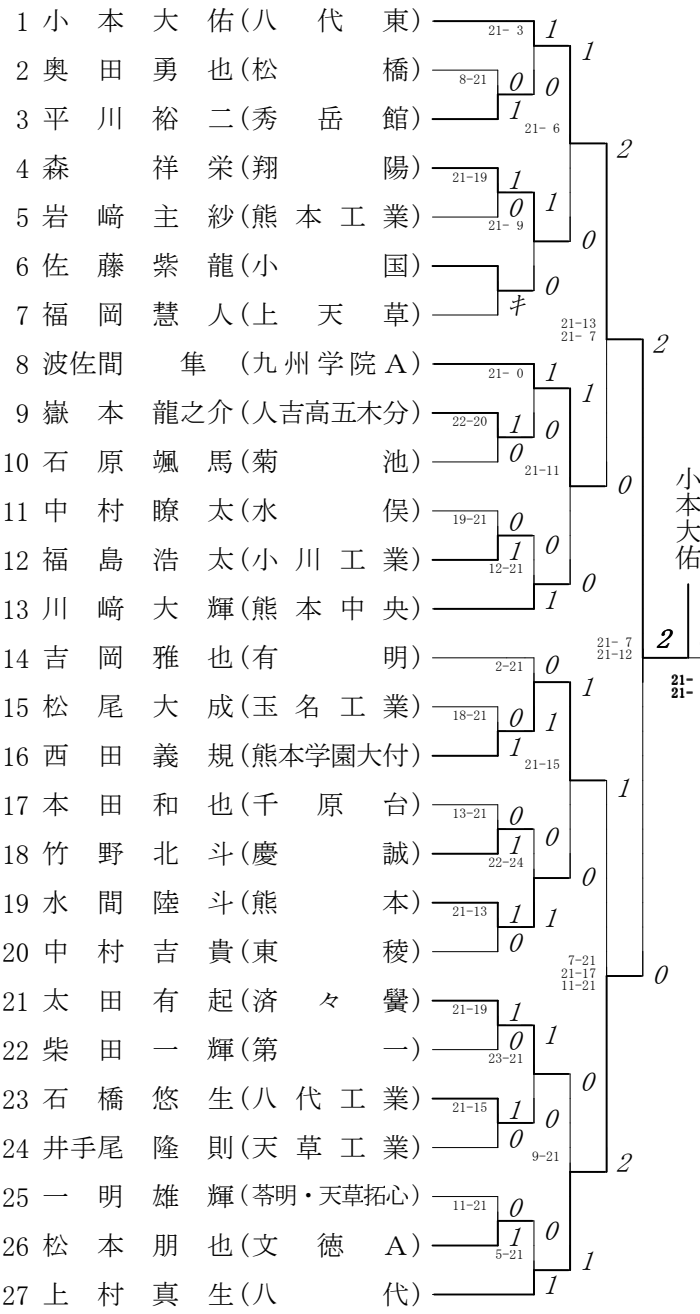 1 小本大佑(八代東)
21- 3 1 1
2 奥田勇也(松橋)
8-21 0 0
3 平川裕二(秀岳館)
1 21- 6
2
4 森祥栄(翔陽)
21-19 1
5 岩﨑主紗(熊本工業)
0 1
21- 9 0
6 佐藤紫龍(小国)
0
7 福岡慧人(上天草)
キ
21-13
21- 7
2
8 波佐間隼(九州学院A)
21- 0 1 1
9 嶽本龍之介(人吉高五木分)
22-20 1 0
10 石原颯馬(菊池)
0 21-11
0
11 中村瞭太(水俣)
19-21 0
12 福島浩太(小川工業)
1 0
12-21 0
13 川﨑大輝(熊本中央)
1
小本大佑
21- 7
21-12
2
21-
21-
14 吉岡雅也(有明)
2-21 0 1
15 松尾大成(玉名工業)
18-21 0 1
16 西田義規(熊本学園大付)
1 21-15
1
17 本田和也(千原台)
13-21 0 0
18 竹野北斗(慶誠)
1
22-24 0
19 水間陸斗(熊本)
21-13 1 1
20 中村吉貴(東稜)
0
7-21
21-17
11-21
0
21 太田有起(済々黌)
21-19 1
22 柴田一輝(第一)
0 1
23-21 0
23 石橋悠生(八代工業)
21-15 1 0
24 井手尾隆則(天草工業)
0 9-21
2
25 一明雄輝(苓明・天草拓心)
11-21 0
26 松本朋也(文徳A)
1 0
5-21 1
27 上村真生(八代)
1